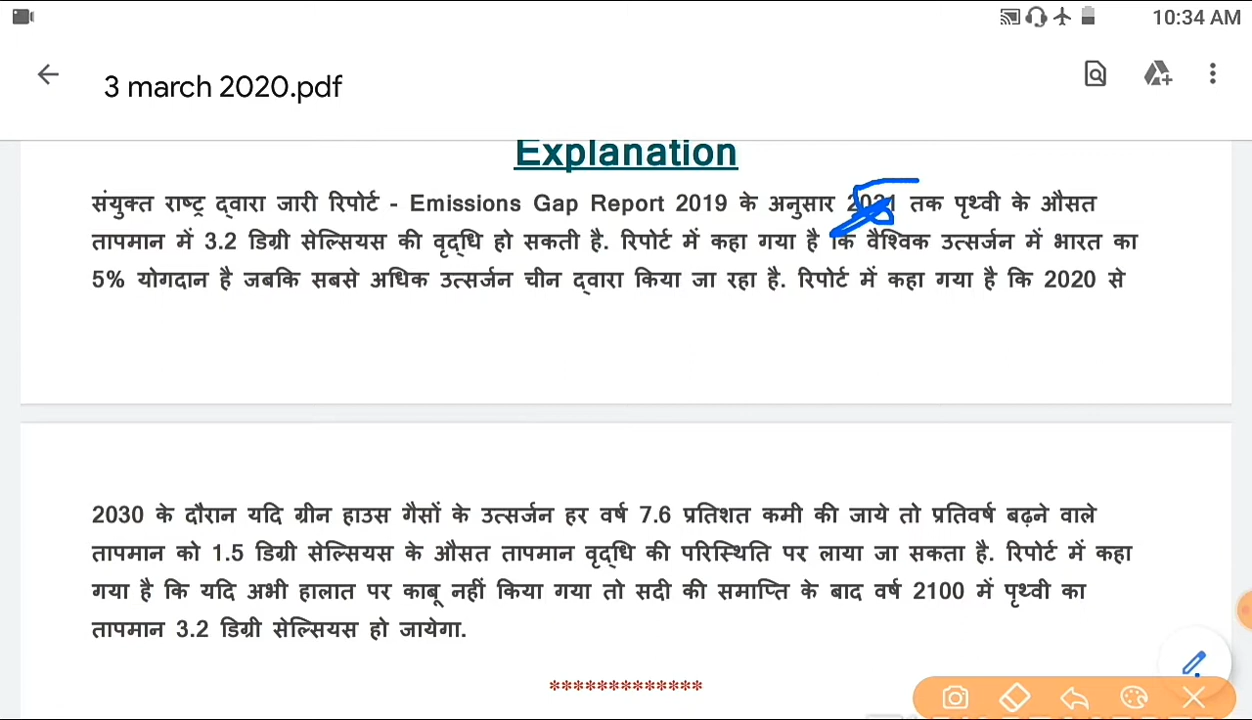 10:34 AM
3 march 2020.pdf
Explanation
संयुक्त राष्ट्र द्वारा जारी रिपोर्ट - Emissions Gap Report 2019 के अनुसार 2021 तक पृथ्वी के औसत
तापमान में 3.2 डिग्री सेल्सियस की वृद्धि हो सकती है. रिपोर्ट में कहा गया है कि वैश्विक उत्सर्जन में भारत का
5% योगदान है जबकि सबसे अधिक उत्सर्जन चीन द्वारा किया जा रहा है. रिपोर्ट में कहा गया है कि 2020 से
2030 के दौरान यदि ग्रीन हाउस गैसों के उत्सर्जन हर वर्ष 7.6 प्रतिशत कमी की जाये तो प्रतिवर्ष बढ़ने वाले
तापमान को 1.5 डिग्री सेल्सियस के औसत तापमान वृद्धि की परिस्थिति पर लाया जा सकता है. रिपोर्ट में कहा
गया है कि यदि अभी हालात पर काबू नहीं किया गया तो सदी की समाप्ति के बाद वर्ष 2100 में पृथ्वी का
तापमान 3.2 डिग्री सेल्सियस हो जायेगा.
*************